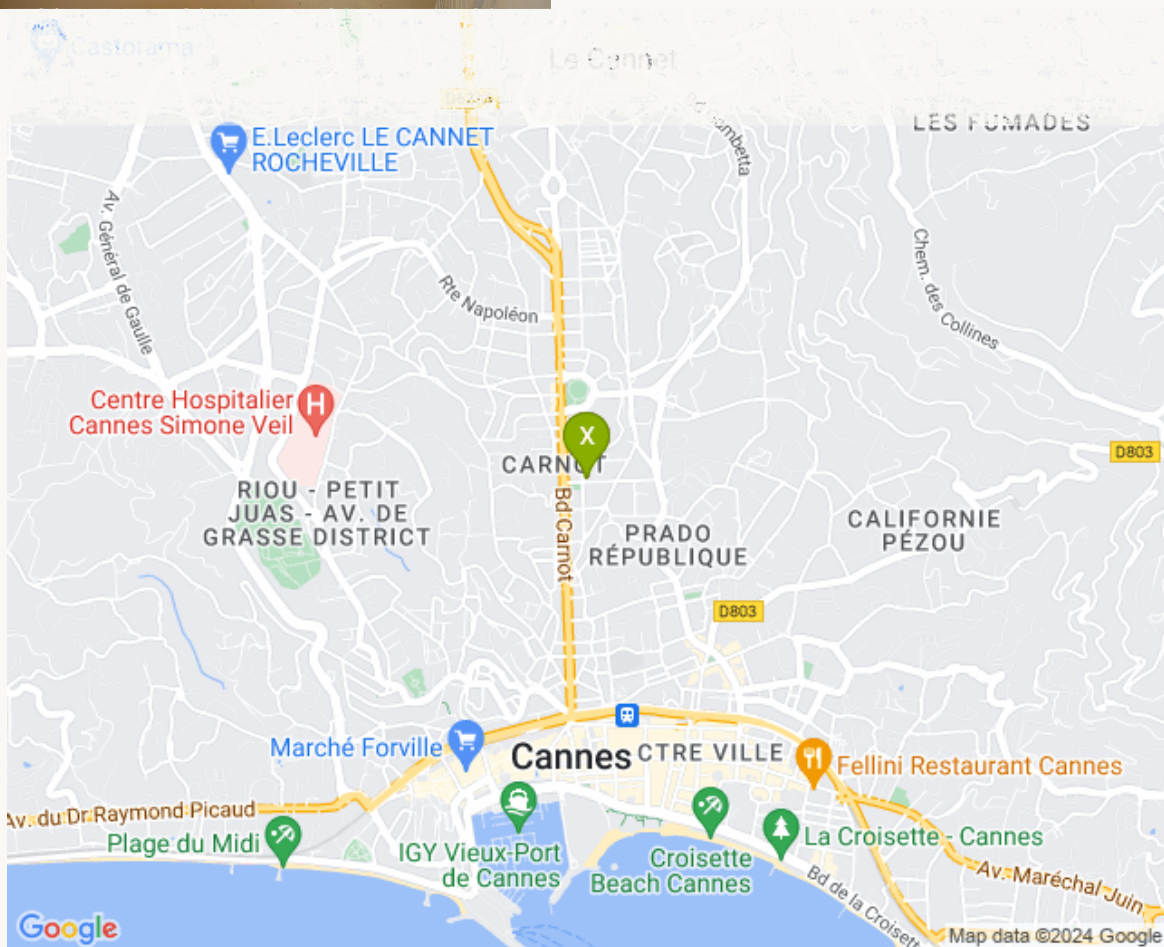 Castorama
Le Cannet
LES FUMADES
E.Leclerc LE CANNET
ROCHEVILLE
Av. Général de Gaulle
Chem. des Collines
Rte Napoléon
Centre Hospitalier
Cannes Simone Veil
H
X
CARNOT
D803
RIOU - PETIT
JUAS - AV. DE
GRASSE DISTRICT
Bd Carnot
PRADO
RÉPUBLIQUE
CALIFORNIE
PÉZOU
D803
Marché Forville
Cannes
CTRE VILLE
Fellini Restaurant Cannes
Av. du Dr Raymond Picaud
Plage du Midi
IGY Vieux-Port
de Cannes
Croisette
Beach Cannes
La Croisette - Cannes
Av. Maréchal Juin
Bd de la Croisett
Google
Map data ©2024 Google